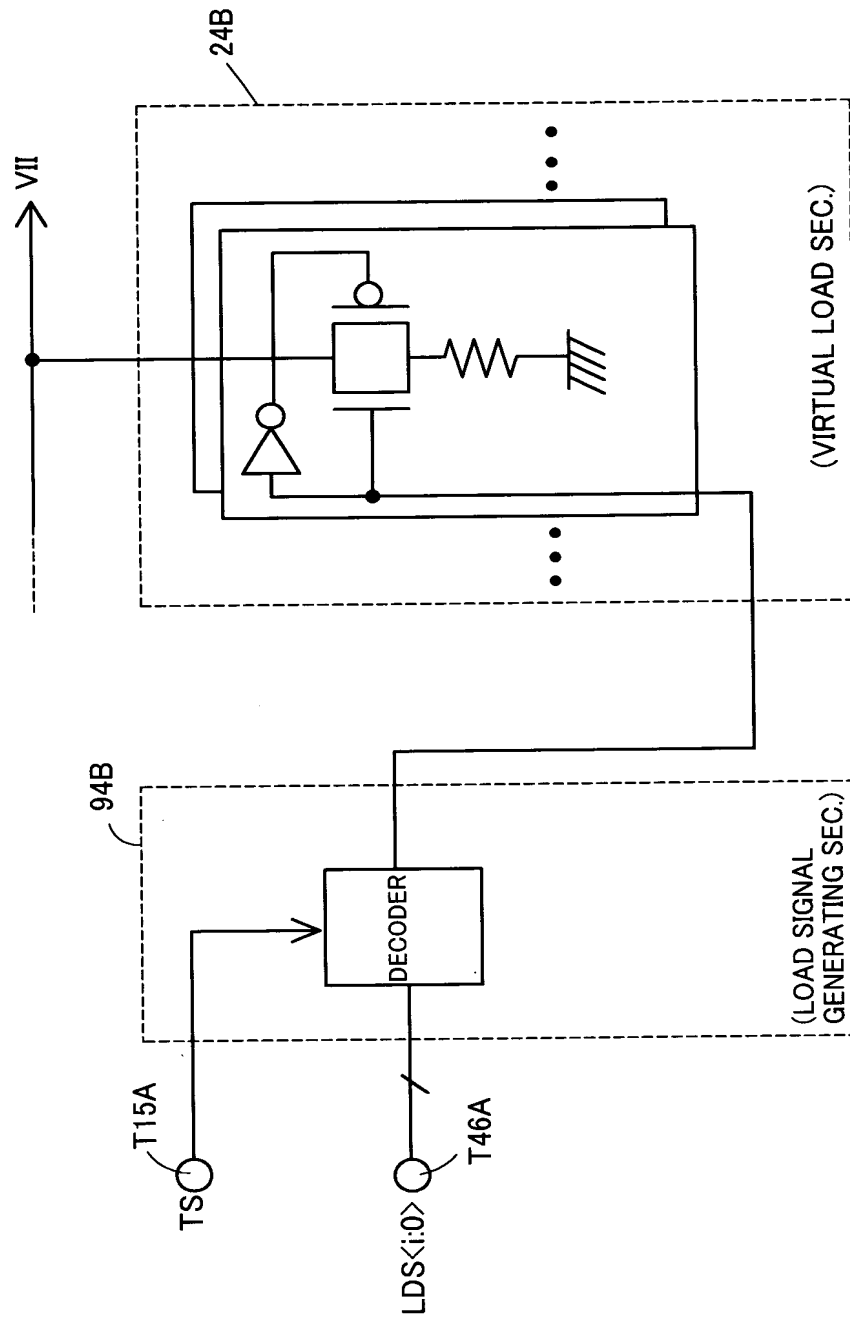 VII
24B
(VIRTUAL LOAD SEC.)
94B
DECODER
(LOAD SIGNAL
GENERATING SEC.)
T15A
TS
LDS<i:0>
T46A